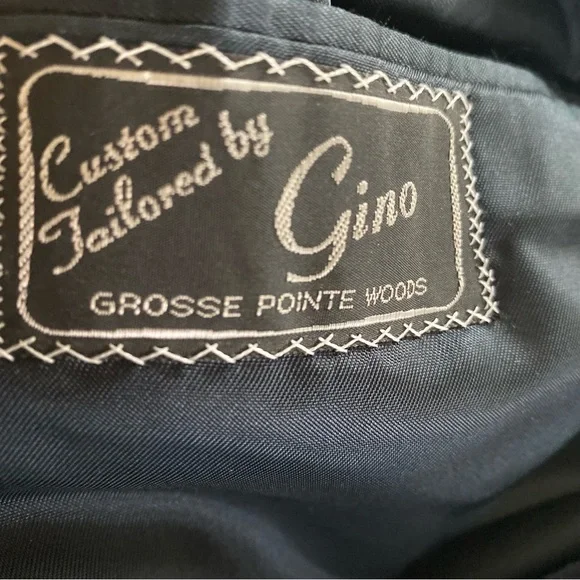 Custom
Tailored by
Gino
GROSSE POINTE WOODS